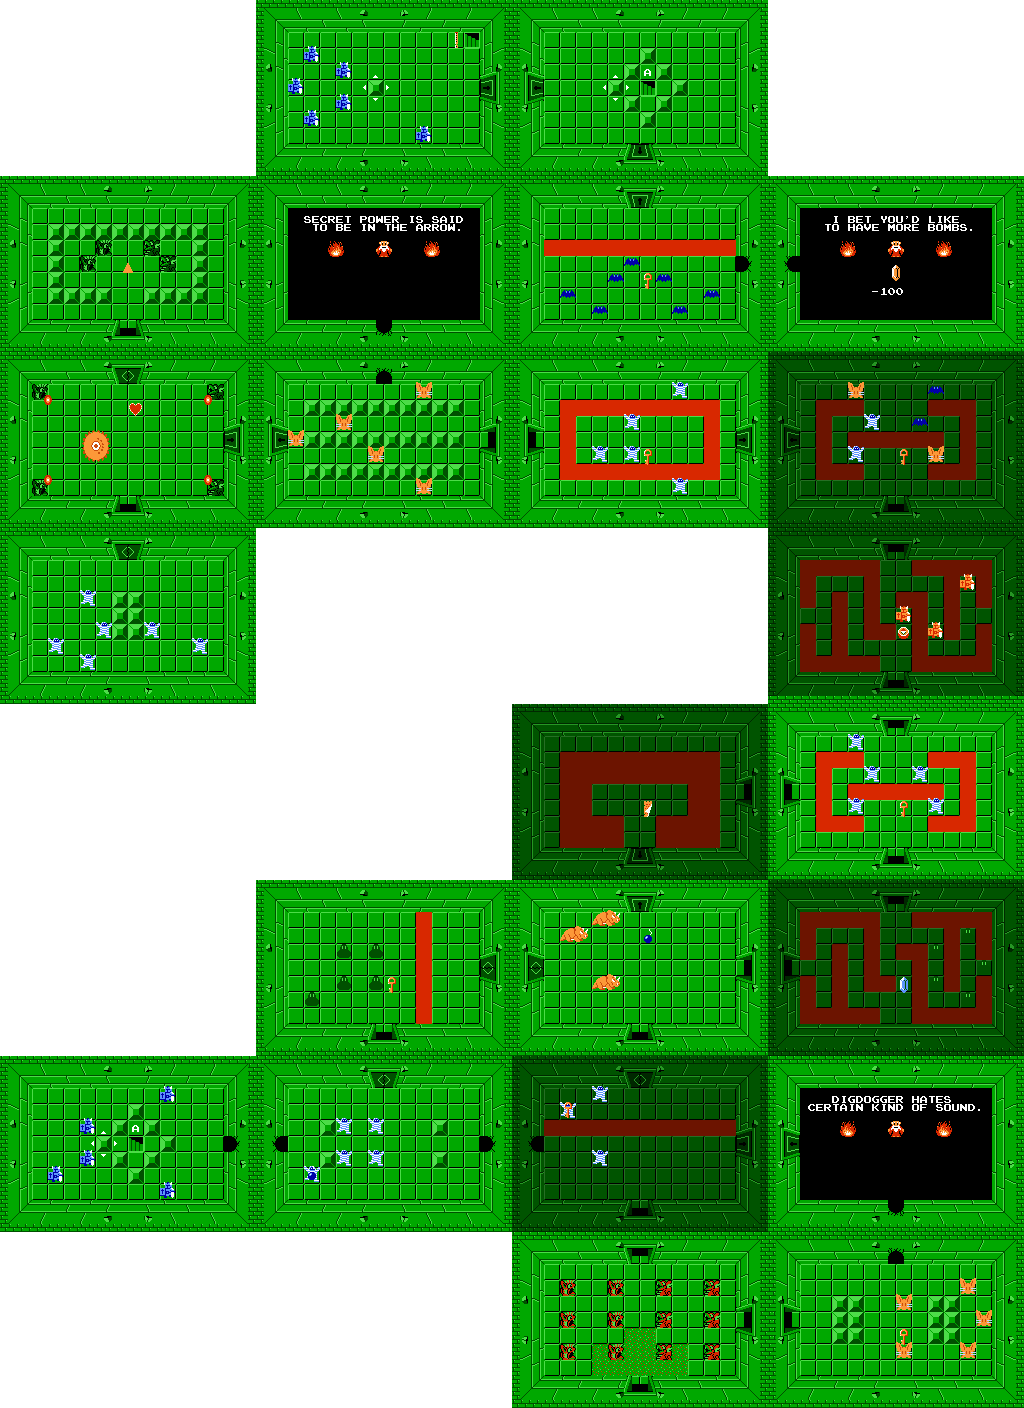 A
SECRET POWER IS SAID
TO BE IN THE ARROW.
I BET YOU'D LIKE
TO HAVE MORE BOMBS.
-100
A
DIGDOGGER HATES
CERTAIN KIND OF SOUND.